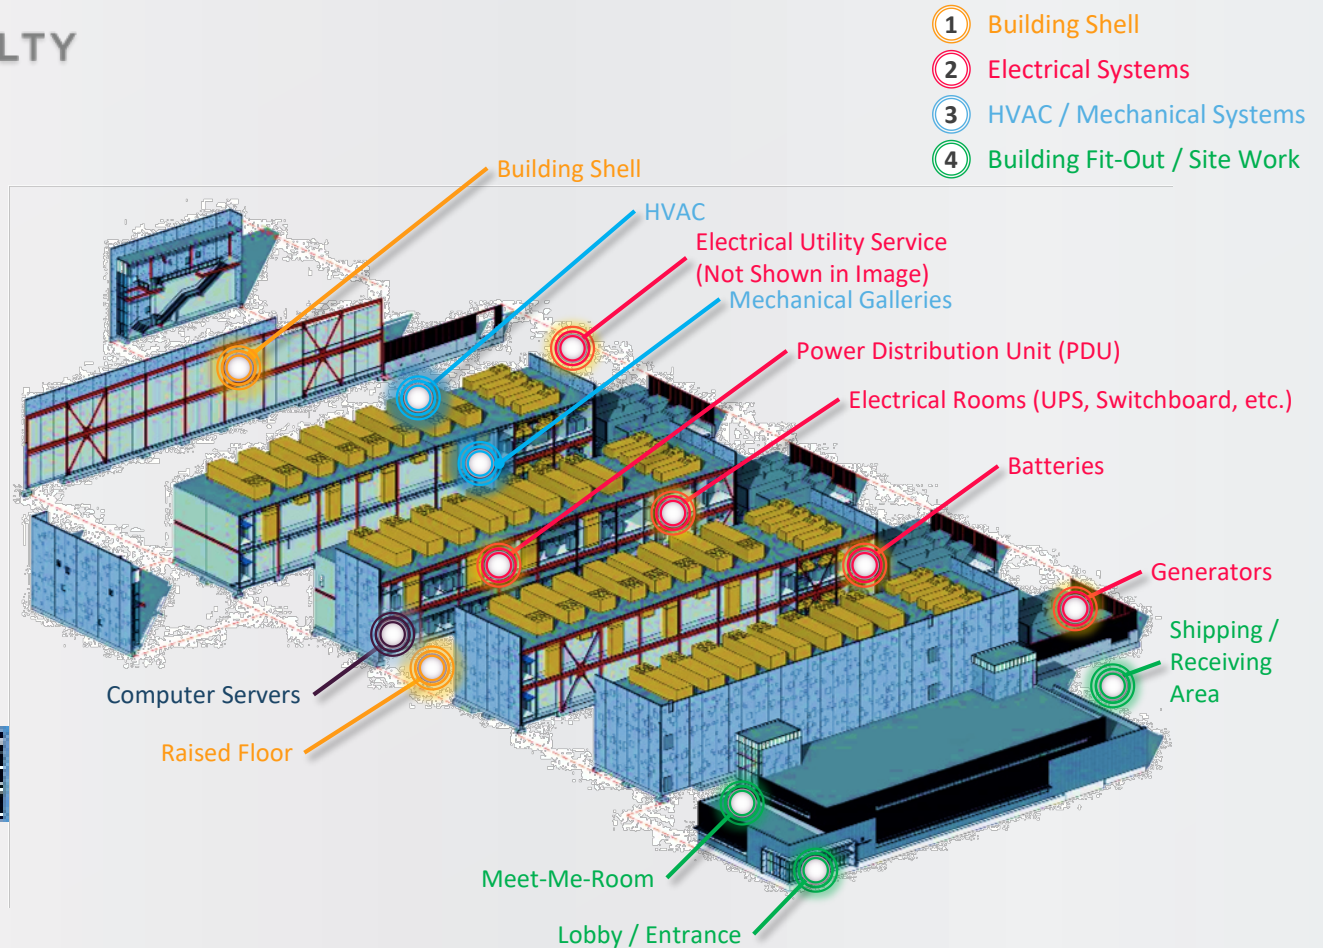 LTY
1 Building Shell
2 Electrical Systems
3 HVAC / Mechanical Systems
4 Building Fit-Out / Site Work
Building Shell
HVAC
Electrical Utility Service
(Not Shown in Image)
Mechanical Galleries
Power Distribution Unit (PDU)
Electrical Rooms (UPS, Switchboard, etc.)
Batteries
Generators
Shipping /
Receiving
Area
Computer Servers
Raised Floor
Meet-Me-Room
Lobby / Entrance